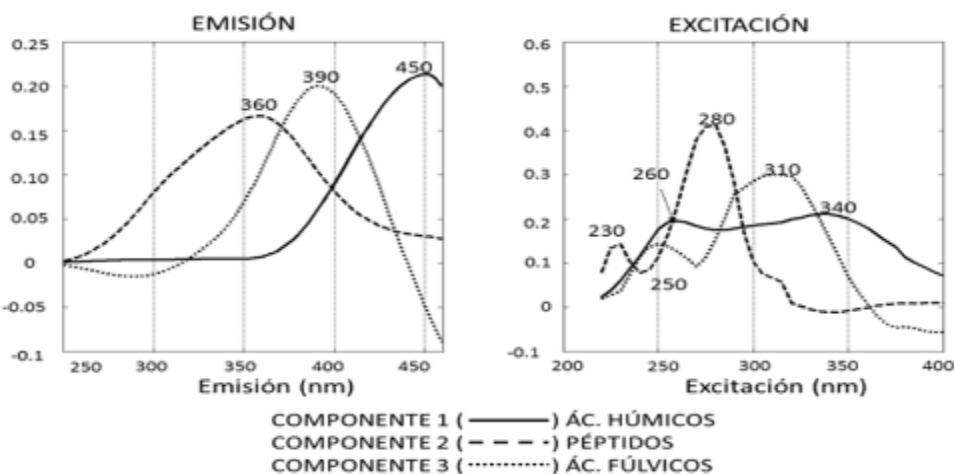 EMISIÓN
0.25
0.20
0.15
0.10
0.05
0
-0.05
-0.1
360
390
450
250 300 350 400 450
Emisión (nm)
EXCITACIÓN
0.6
0.5
0.4
0.3
0.2
0.1
0
-0.1
230
260
250
280
310
340
200 250 300 350 400
Excitación (nm)
COMPONENTE 1 ( ) ÁC. HÚMICOS
COMPONENTE 2 ( ) PÉPTIDOS
COMPONENTE 3 ( ) ÁC. FÚLVICOS